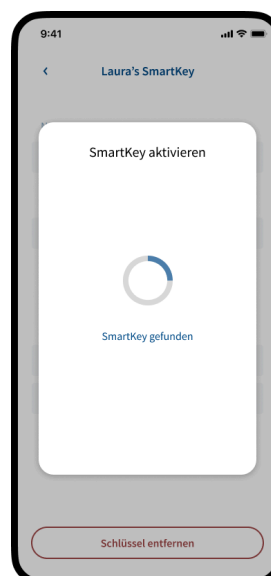 9:41
Laura's SmartKey
SmartKey aktivieren
SmartKey gefunden
Schlüssel entfernen